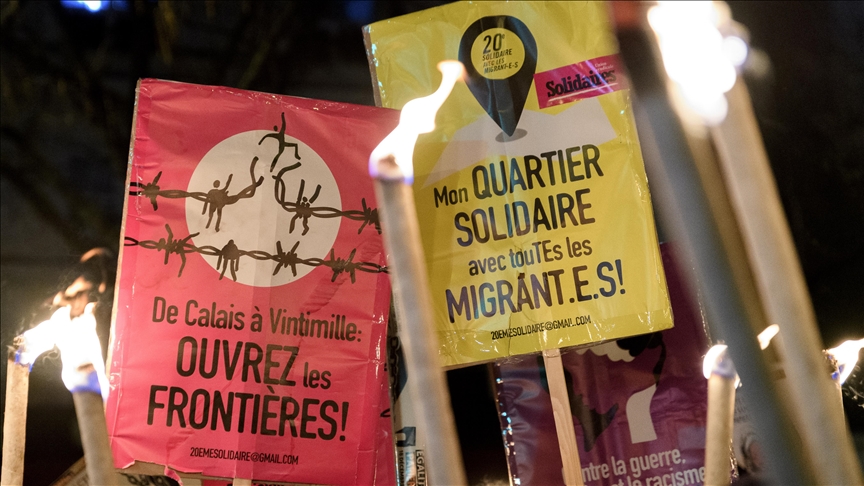 De Calais à Vintimille:
OUVREZ les
FRONTIÈRES!
20EMESOLIDAIRE@GMAIL.COM
20e
SOLIDAIRE
AVEC LES
MIGRANT-E-S
Solidaires
Mon QUARTIER
SOLIDAIRE
avec touTEs les
MIGRANT.E.S!
20EMESOLIDAIRE@GMAIL.COM
ntre la guerre,
le racisme